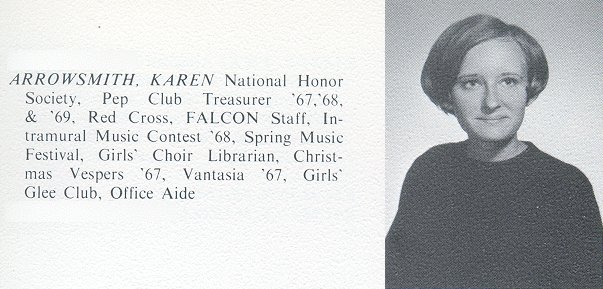 ARROWSMITH, KAREN National Honor
Society, Pep Club Treasurer '67,'68,
& '69, Red Cross, FALCON Staff, In-
tramural Music Contest '68, Spring Music
Festival, Girls' Choir Librarian, Christ-
mas Vespers '67, Vantasia '67, Girls'
Glee Club, Office Aide